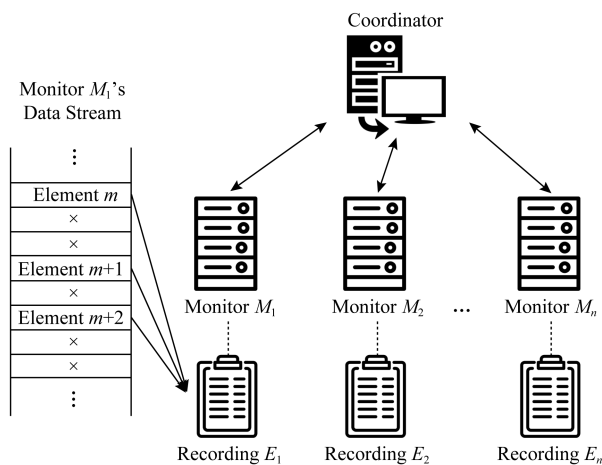 Coordinator
Monitor M₁'s
Data Stream
⋮
Element m
×
×
Element m+1
×
Element m+2
×
×
⋮
Monitor M₁
Monitor M₂
...
Monitor Mₙ
Recording E₁
Recording E₂
Recording Eₙ